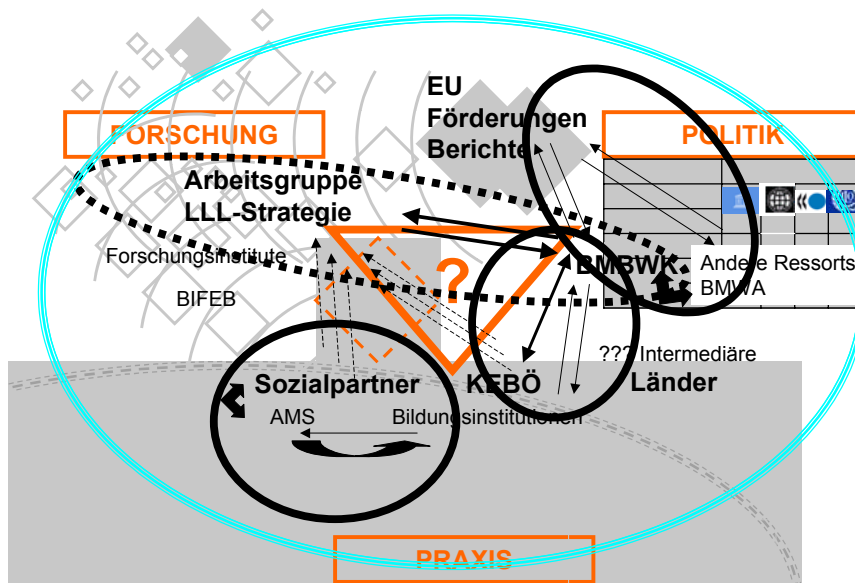 EU
Förderungen
Berichte
FORSCHUNG
POLITIK
Arbeitsgruppe
LLL-Strategie
Forschungsinstitute
?
BMBWK
Andere Ressorts
BMWA
BIFEB
??? Intermediäre
Sozialpartner
KEBÖ
Länder
AMS
Bildungsinstitutionen
PRAXIS